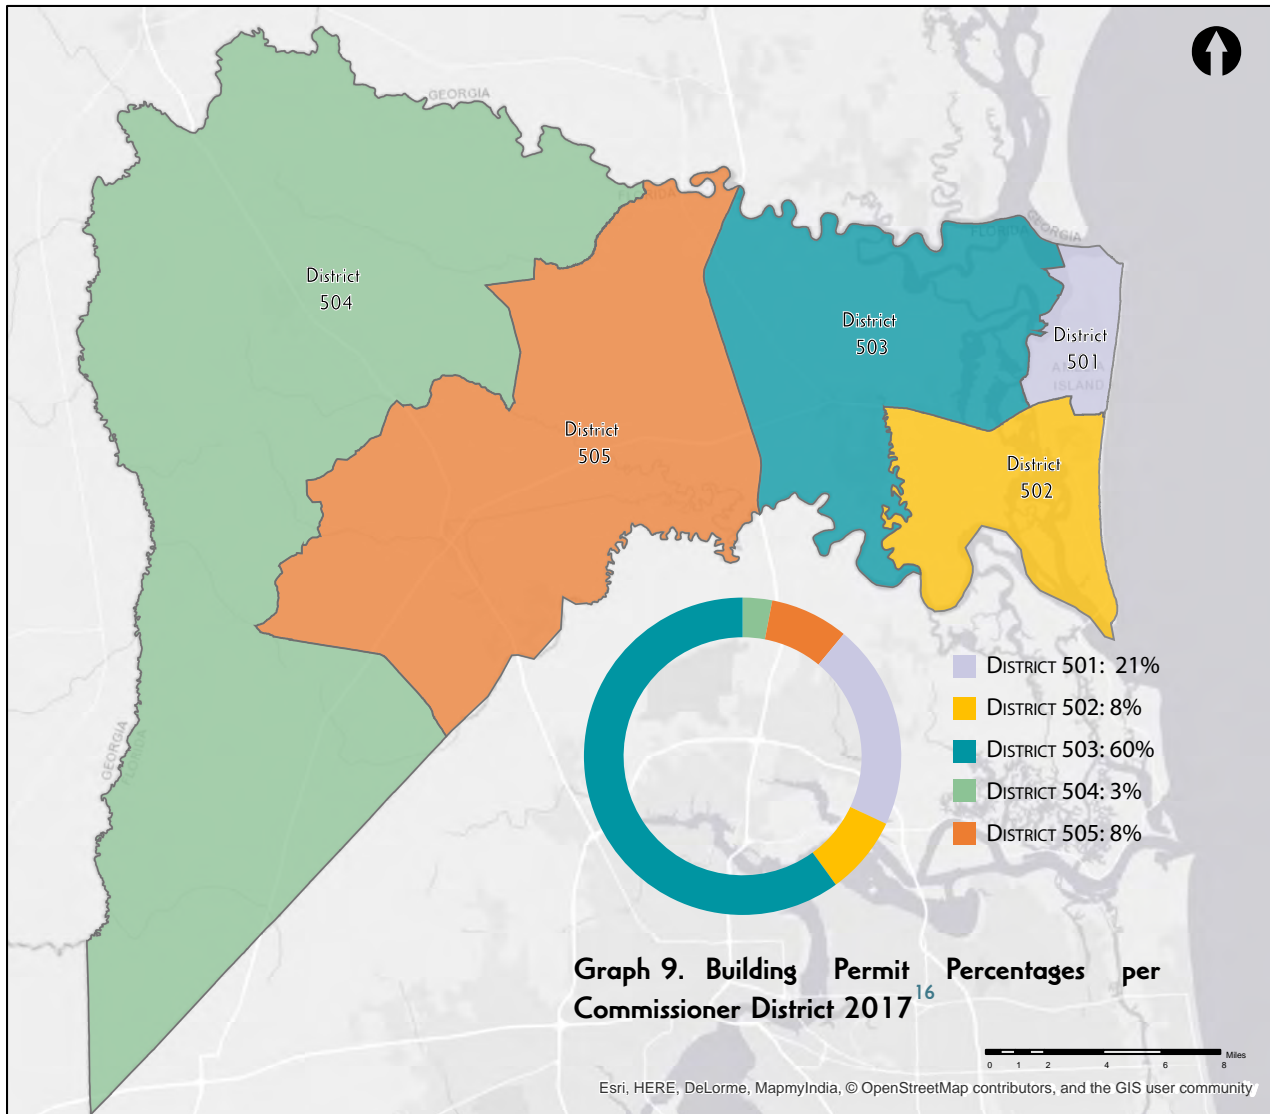 GEORGIA
FLORIDA
GEORGIA
FLORIDA
District
504
District
503
District
501
ISLAND
District
505
District
502
GEORGIA
FLORIDA
DISTRICT 501: 21%
DISTRICT 502: 8%
DISTRICT 503: 60%
DISTRICT 504: 3%
DISTRICT 505: 8%
Graph 9. Building Permit Percentages per
Commissioner District 2017 16
Miles
0 1 2 4 6 8
Esri, HERE, DeLorme, MapmyIndia, © OpenStreetMap contributors, and the GIS user community